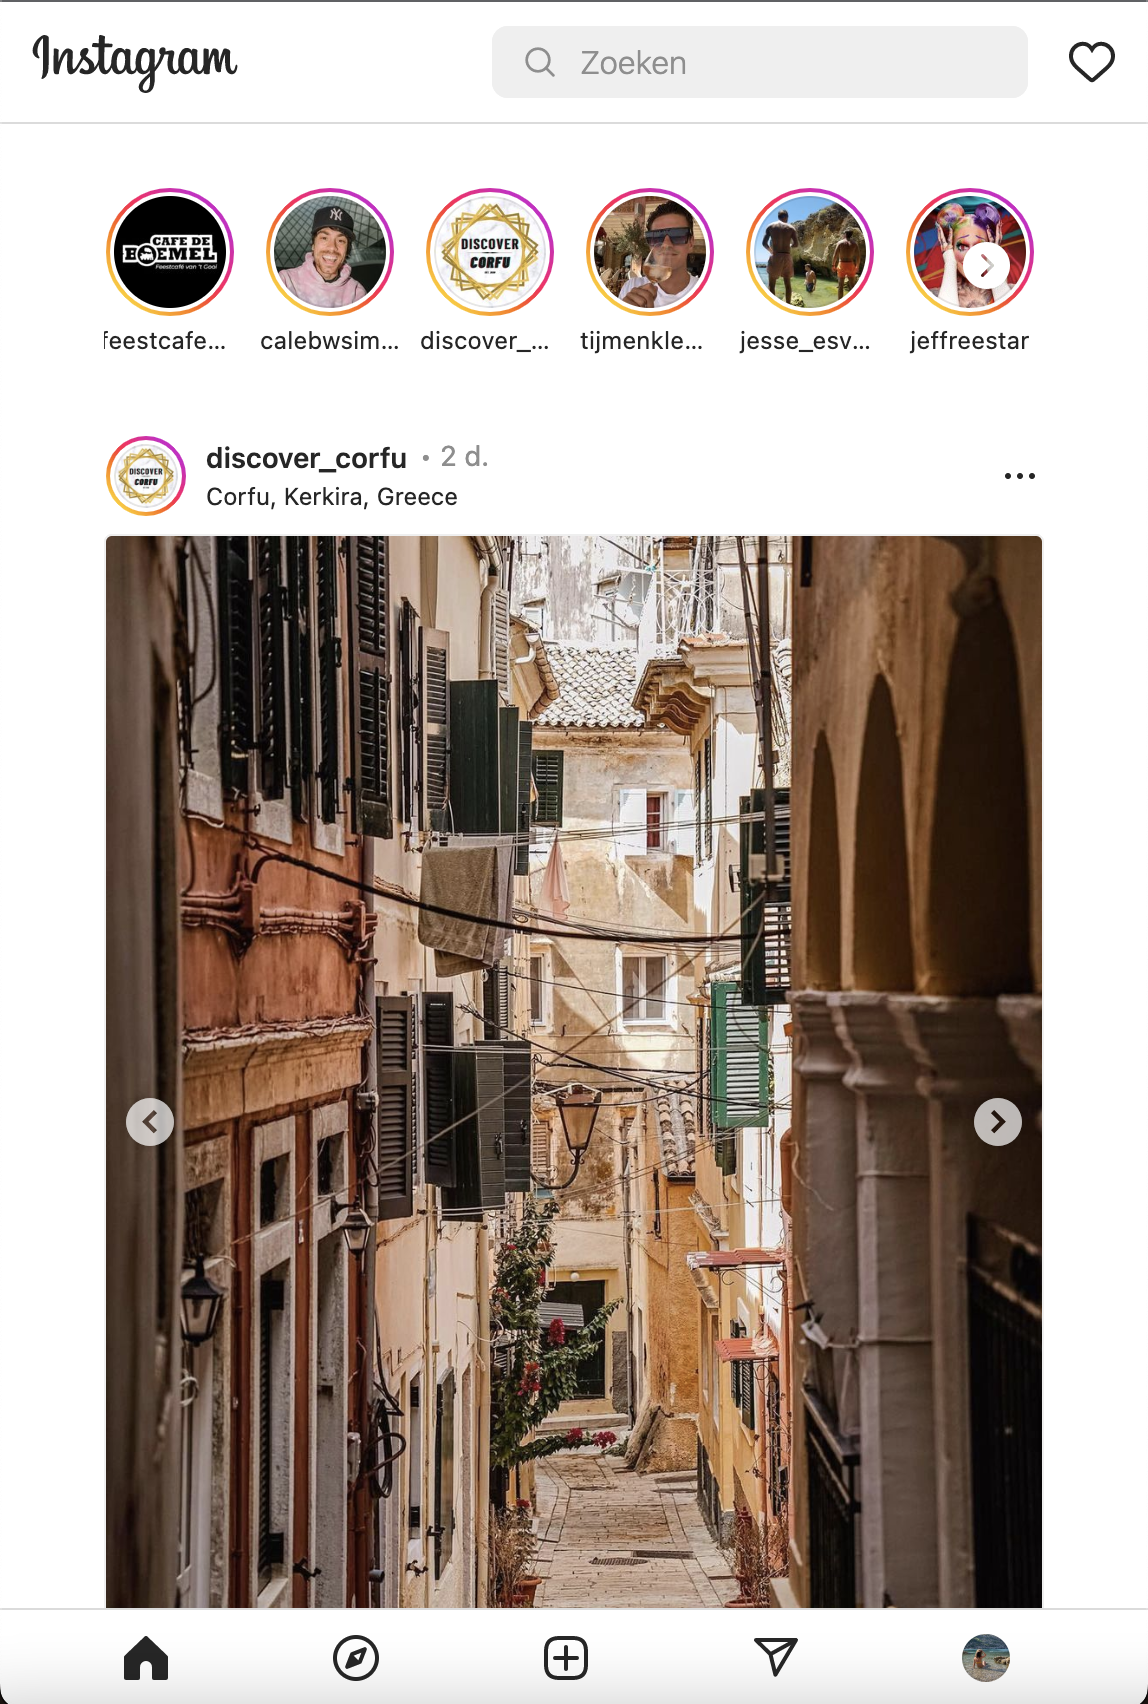 Instagram
Zoeken
CAFE DE
BOEMEL
Feestcafé van 't Gooi
DISCOVER
CORFU
feestcafe...
calebwsim...
discover_...
tijmenkle...
jesse_esv...
jeffreestar
DISCOVER
CORFU
discover_corfu • 2 d.
Corfu, Kerkira, Greece